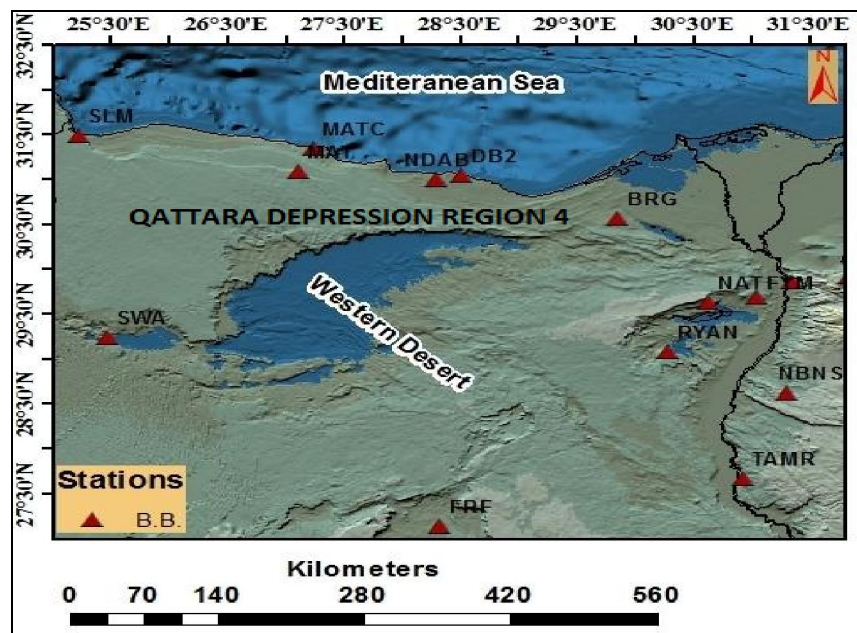 25°30'E 26°30'E 27°30'E 28°30'E 29°30'E 30°30'E 31°30'E
32°30'N
N
Mediteranean Sea
SLM
MATC
31°30'N
MAT
NDAB
DB2
BRG
QATTARA DEPRESSION REGION 4
30°30'N
NAT
FYM
29°30'N
Western Desert
SWA
RYAN
NBNS
28°30'N
TAMR
Stations
27°30'N
FRF
B.B.
Kilometers
0 70 140 280 420 560